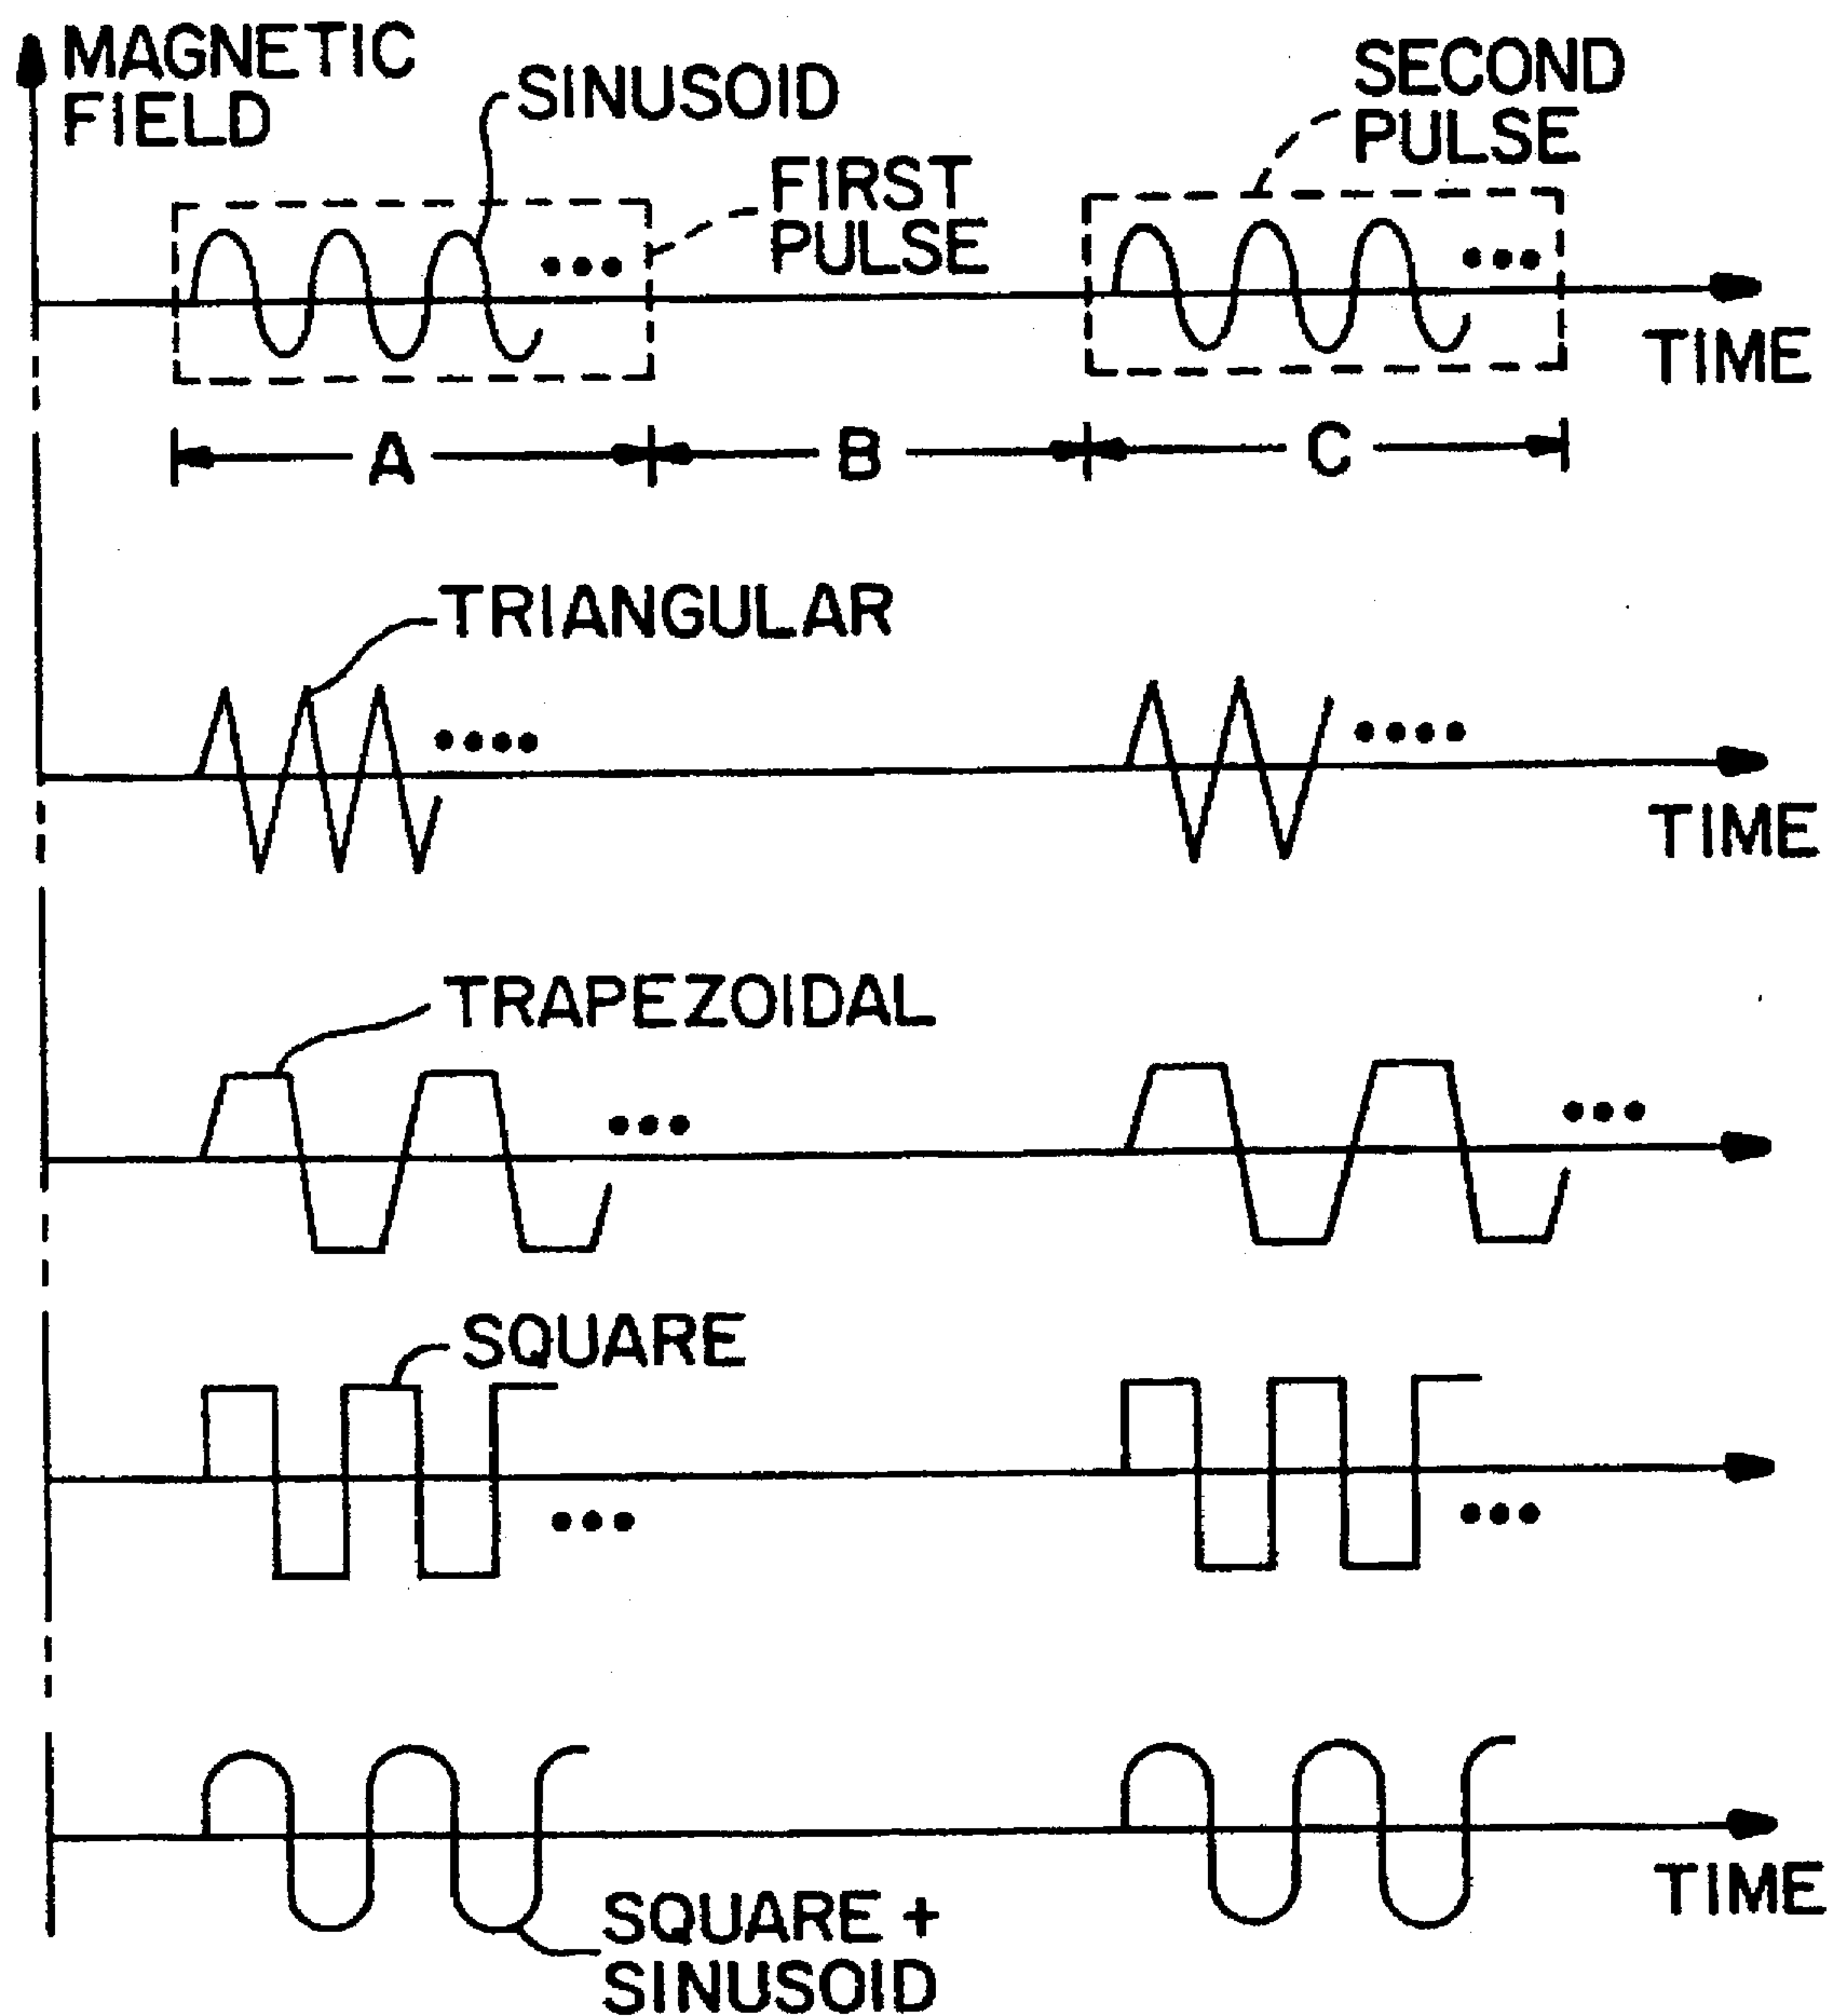 MAGNETIC
FIELD
SINUSOID
FIRST
PULSE
SECOND
PULSE
TIME
A
B
C
TRIANGULAR
TIME
TRAPEZOIDAL
SQUARE
TIME
SQUARE +
SINUSOID